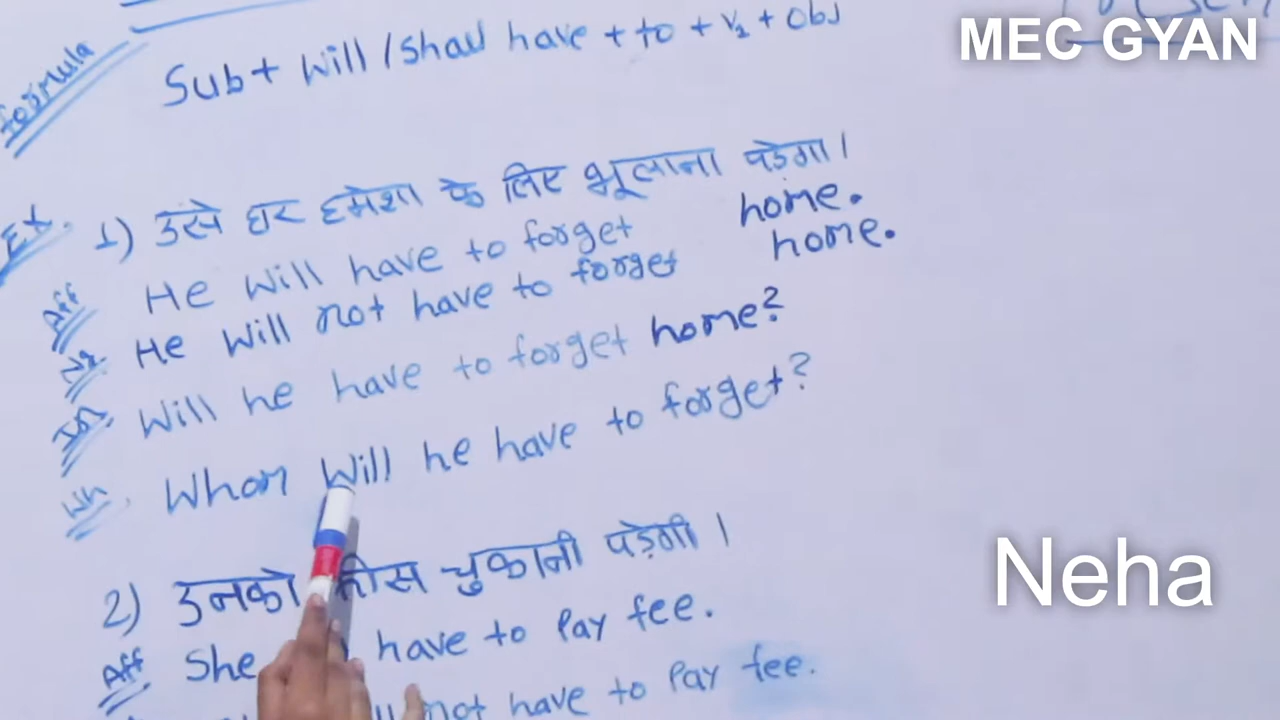 MEC GYAN
formula
Sub + Will / Shall have + to + V₁ + Obj
Ex. 1) उसे घर हमेशा के लिए भूलाना पड़ेगा।
Aff He Will have to forget home.
He Will not have to forget home.
Int. Will he have to forget home?
Wh. Whom Will he have to forget?
2) उनको फीस चुकानी पड़ेगी।
Aff She have to Pay fee.
not have to Pay fee.
Neha